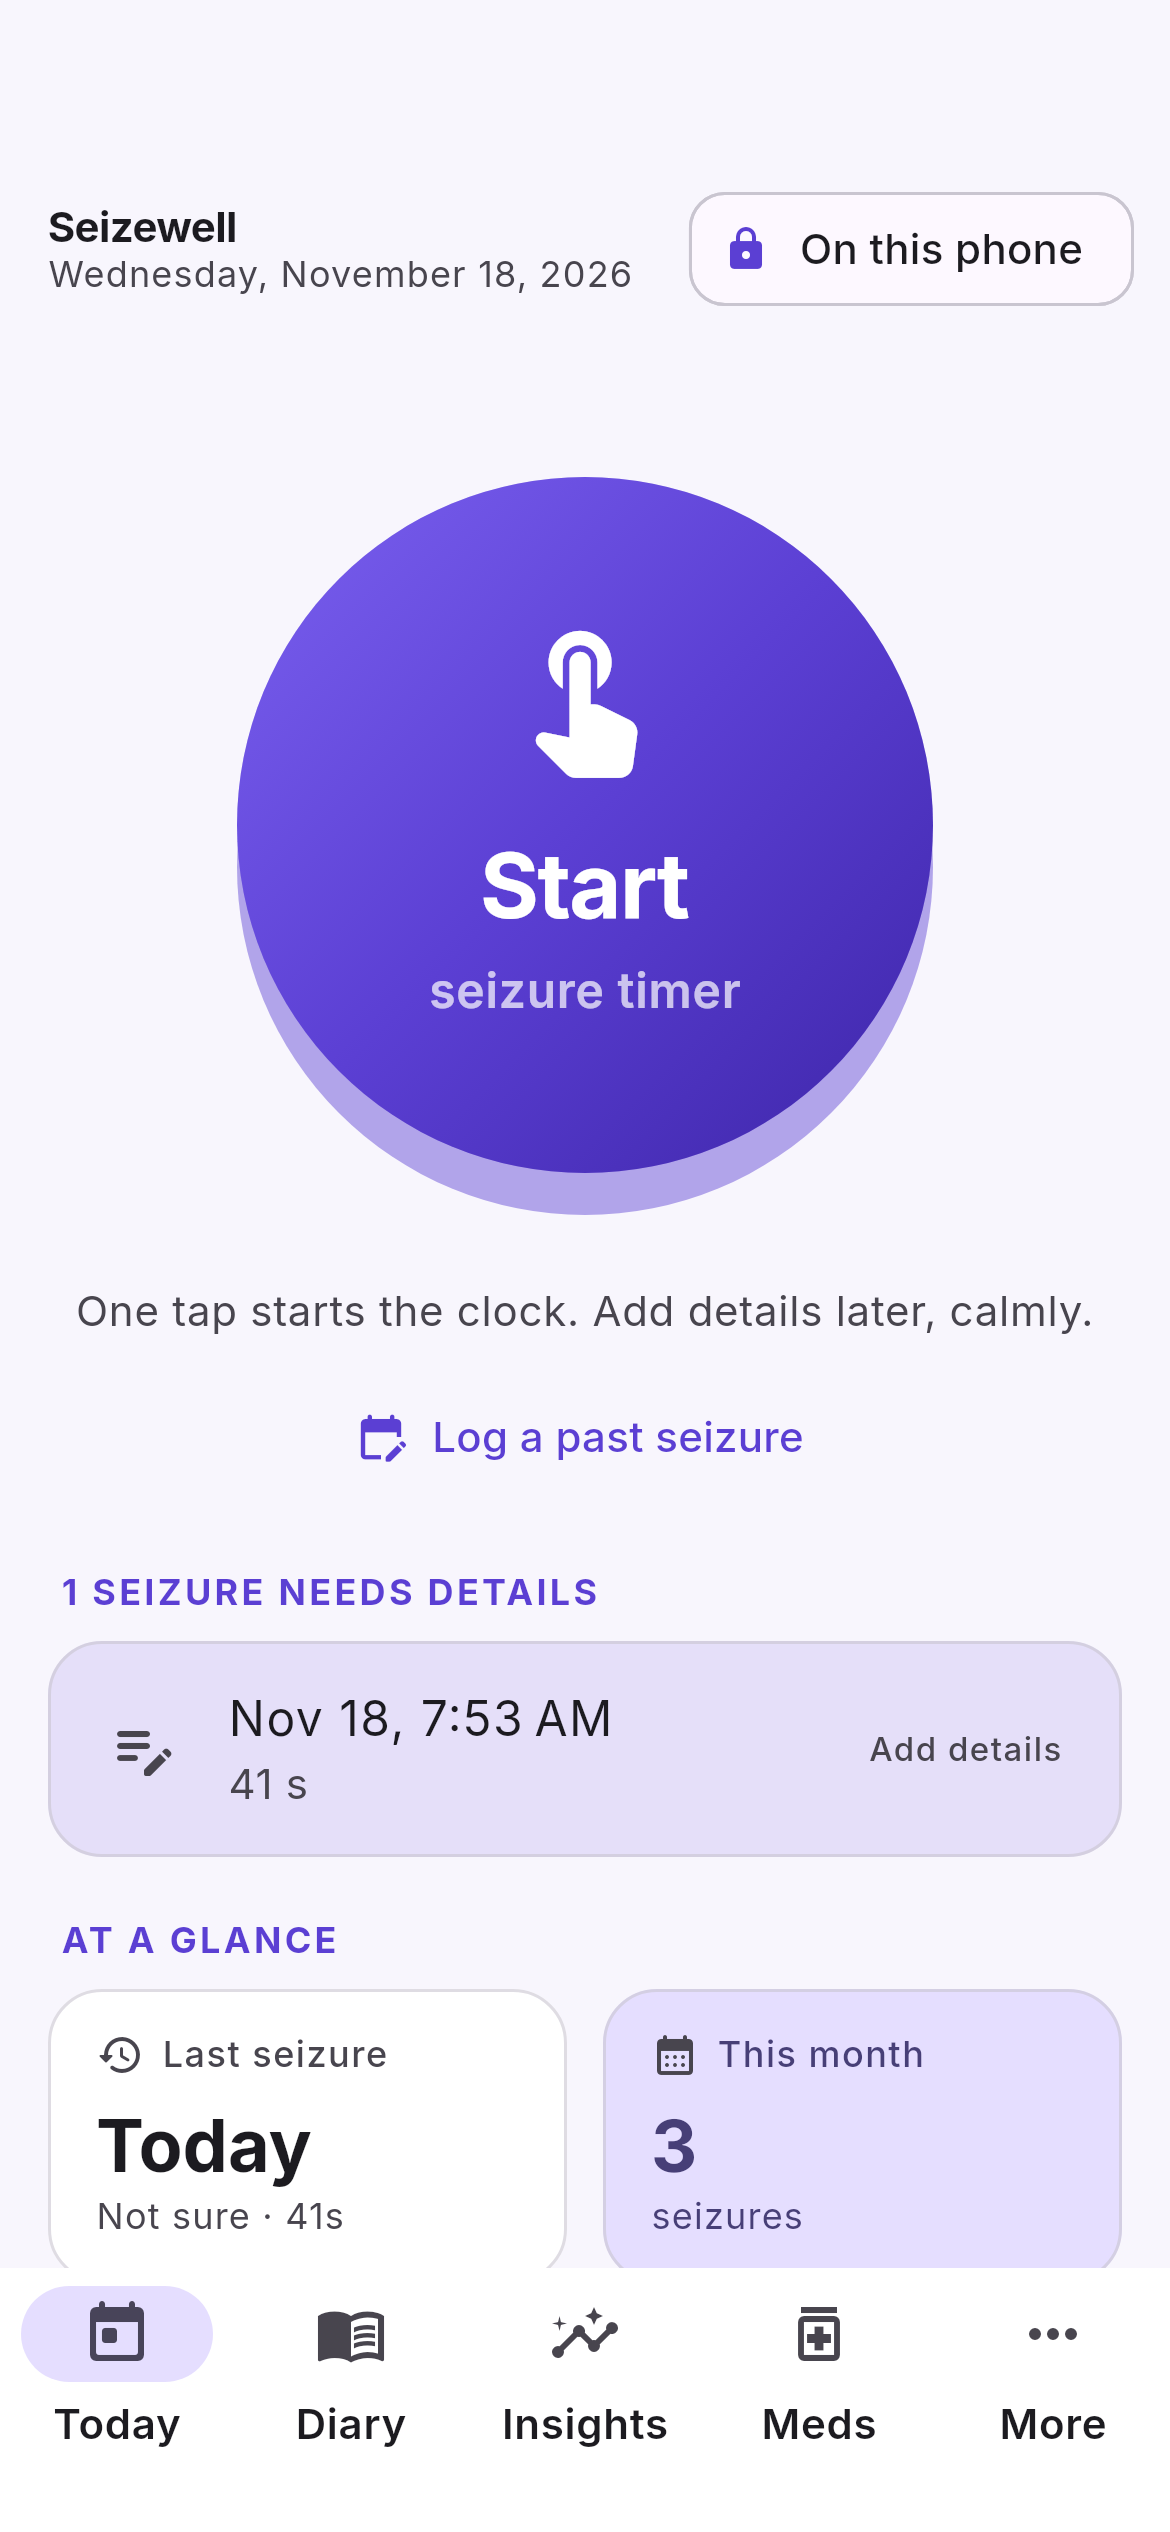 Seizewell
Wednesday, November 18, 2026
On this phone
Start
seizure timer
One tap starts the clock. Add details later, calmly.
Log a past seizure
1 SEIZURE NEEDS DETAILS
Nov 18, 7:53 AM
41 s
Add details
AT A GLANCE
Last seizure
Today
Not sure · 41s
This month
3
seizures
Today
Diary
Insights
Meds
More